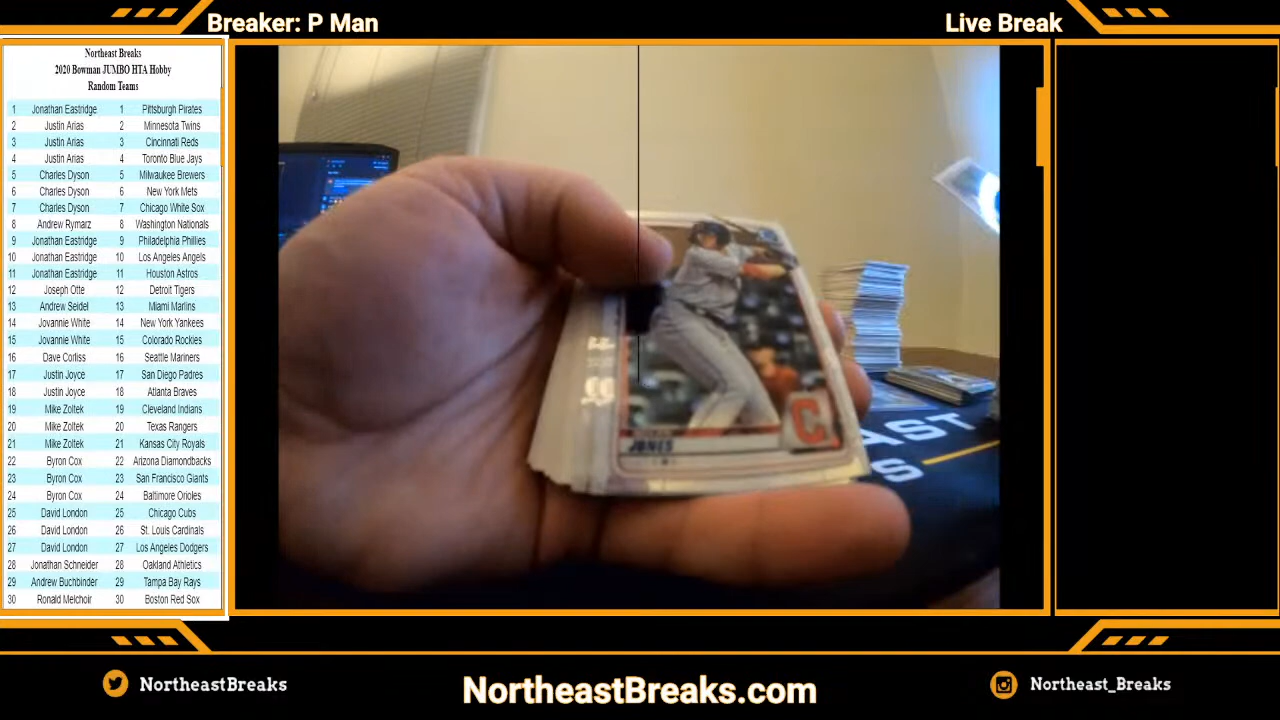 Breaker: P Man
Live Break
Northeast Breaks
2020 Bowman JUMBO HTA Hobby
Random Teams
1 Jonathan Eastridge 1 Pittsburgh Pirates
2 Justin Arias 2 Minnesota Twins
3 Justin Arias 3 Cincinnati Reds
4 Justin Arias 4 Toronto Blue Jays
5 Charles Dyson 5 Milwaukee Brewers
6 Charles Dyson 6 New York Mets
7 Charles Dyson 7 Chicago White Sox
8 Andrew Rymarz 8 Washington Nationals
9 Jonathan Eastridge 9 Philadelphia Phillies
10 Jonathan Eastridge 10 Los Angeles Angels
11 Jonathan Eastridge 11 Houston Astros
12 Joseph Otte 12 Detroit Tigers
13 Andrew Seidel 13 Miami Marlins
14 Jovannie White 14 New York Yankees
15 Jovannie White 15 Colorado Rockies
16 Dave Corliss 16 Seattle Mariners
17 Justin Joyce 17 San Diego Padres
18 Justin Joyce 18 Atlanta Braves
19 Mike Zoltek 19 Cleveland Indians
20 Mike Zoltek 20 Texas Rangers
21 Mike Zoltek 21 Kansas City Royals
22 Byron Cox 22 Arizona Diamondbacks
23 Byron Cox 23 San Francisco Giants
24 Byron Cox 24 Baltimore Orioles
25 David London 25 Chicago Cubs
26 David London 26 St. Louis Cardinals
27 David London 27 Los Angeles Dodgers
28 Jonathan Schneider 28 Oakland Athletics
29 Andrew Buchbinder 29 Tampa Bay Rays
30 Ronald Melchoir 30 Boston Red Sox
C
JONES
AST
S
NortheastBreaks
NortheastBreaks.com
Northeast_Breaks